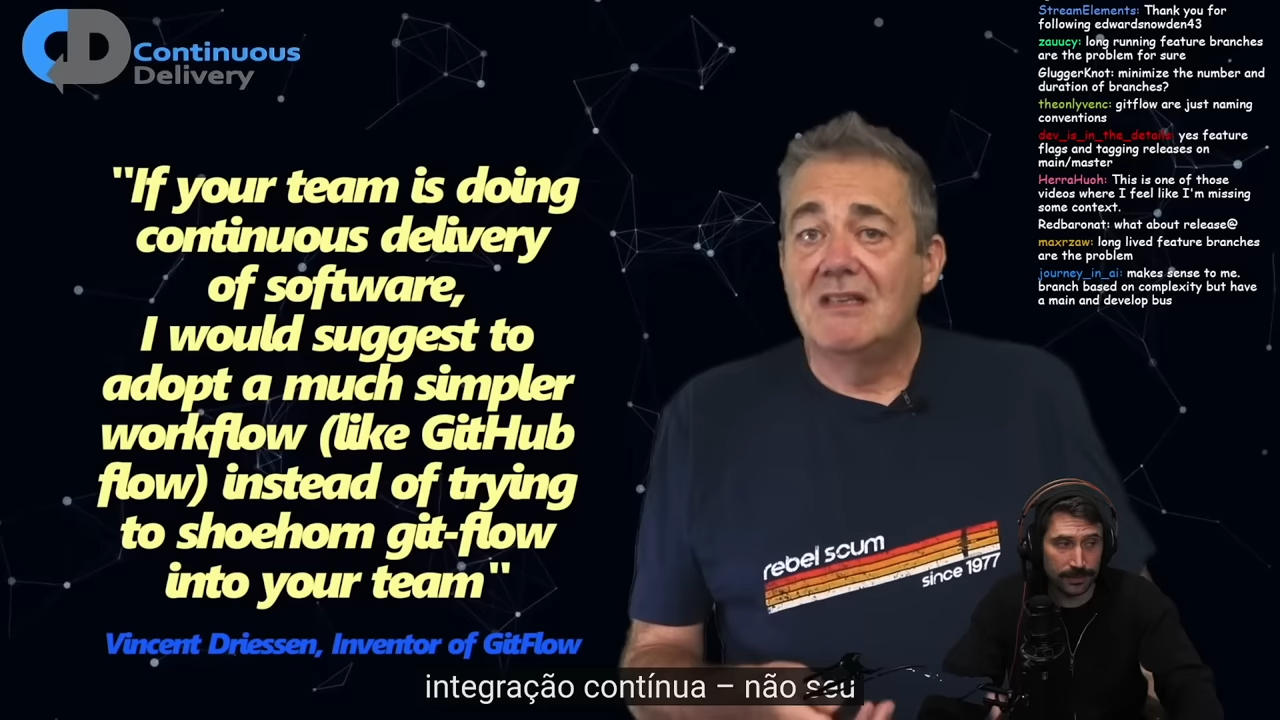 CD Continuous
Delivery
"If your team is doing
continuous delivery
of software,
I would suggest to
adopt a much simpler
workflow (like GitHub
flow) instead of trying
to shoehorn git-flow
into your team"
Vincent Driessen, Inventor of GitFlow
StreamElements: Thank you for
following edwardsnowden43
zauucy: long running feature branches
are the problem for sure
GluggerKnot: minimize the number and
duration of branches?
theonlyvenc: gitflow are just naming
conventions
dev_is_in_the_details: yes feature
flags and tagging releases on
main/master
HerraHuoh: This is one of those
videos where I feel like I'm missing
some context.
Redbaronat: what about release@
maxrzaw: long lived feature branches
are the problem
journey_in_ai: makes sense to me.
branch based on complexity but have
a main and develop bus
rebel scum
since 1977
integração contínua – não seu